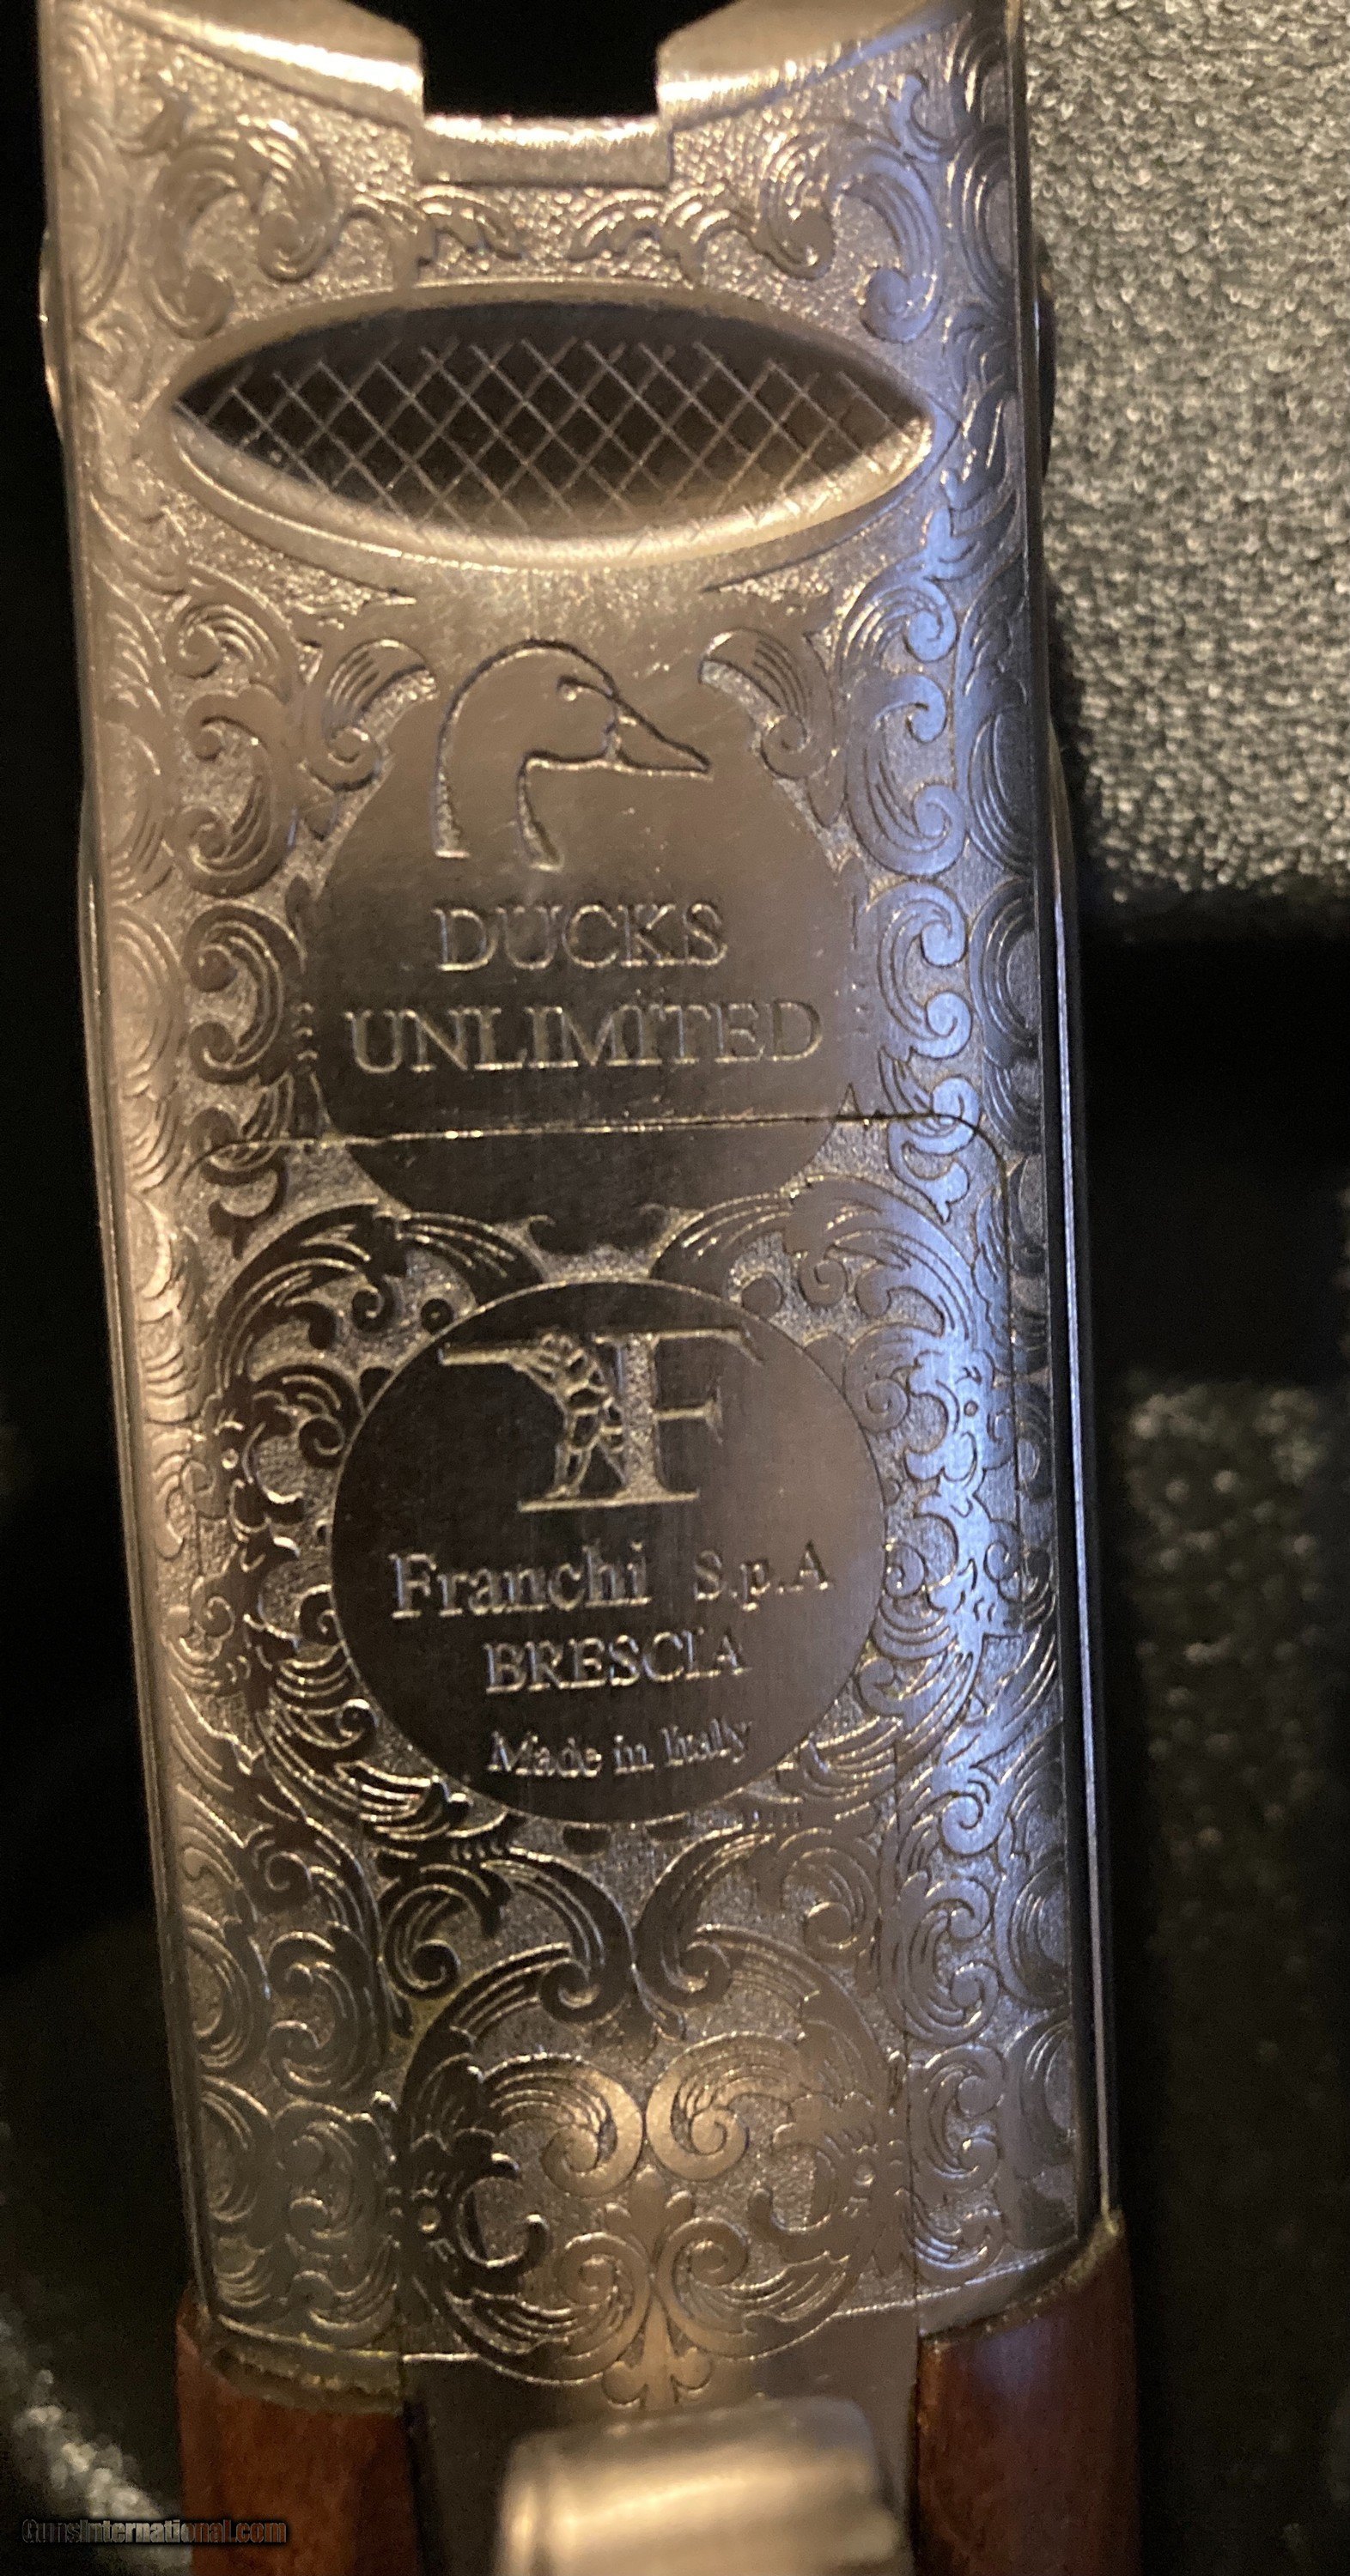 DUCKS
UNLIMITED
F
Franchi S.p.A
BRESCIA
Made in Italy
GunsInternational.com